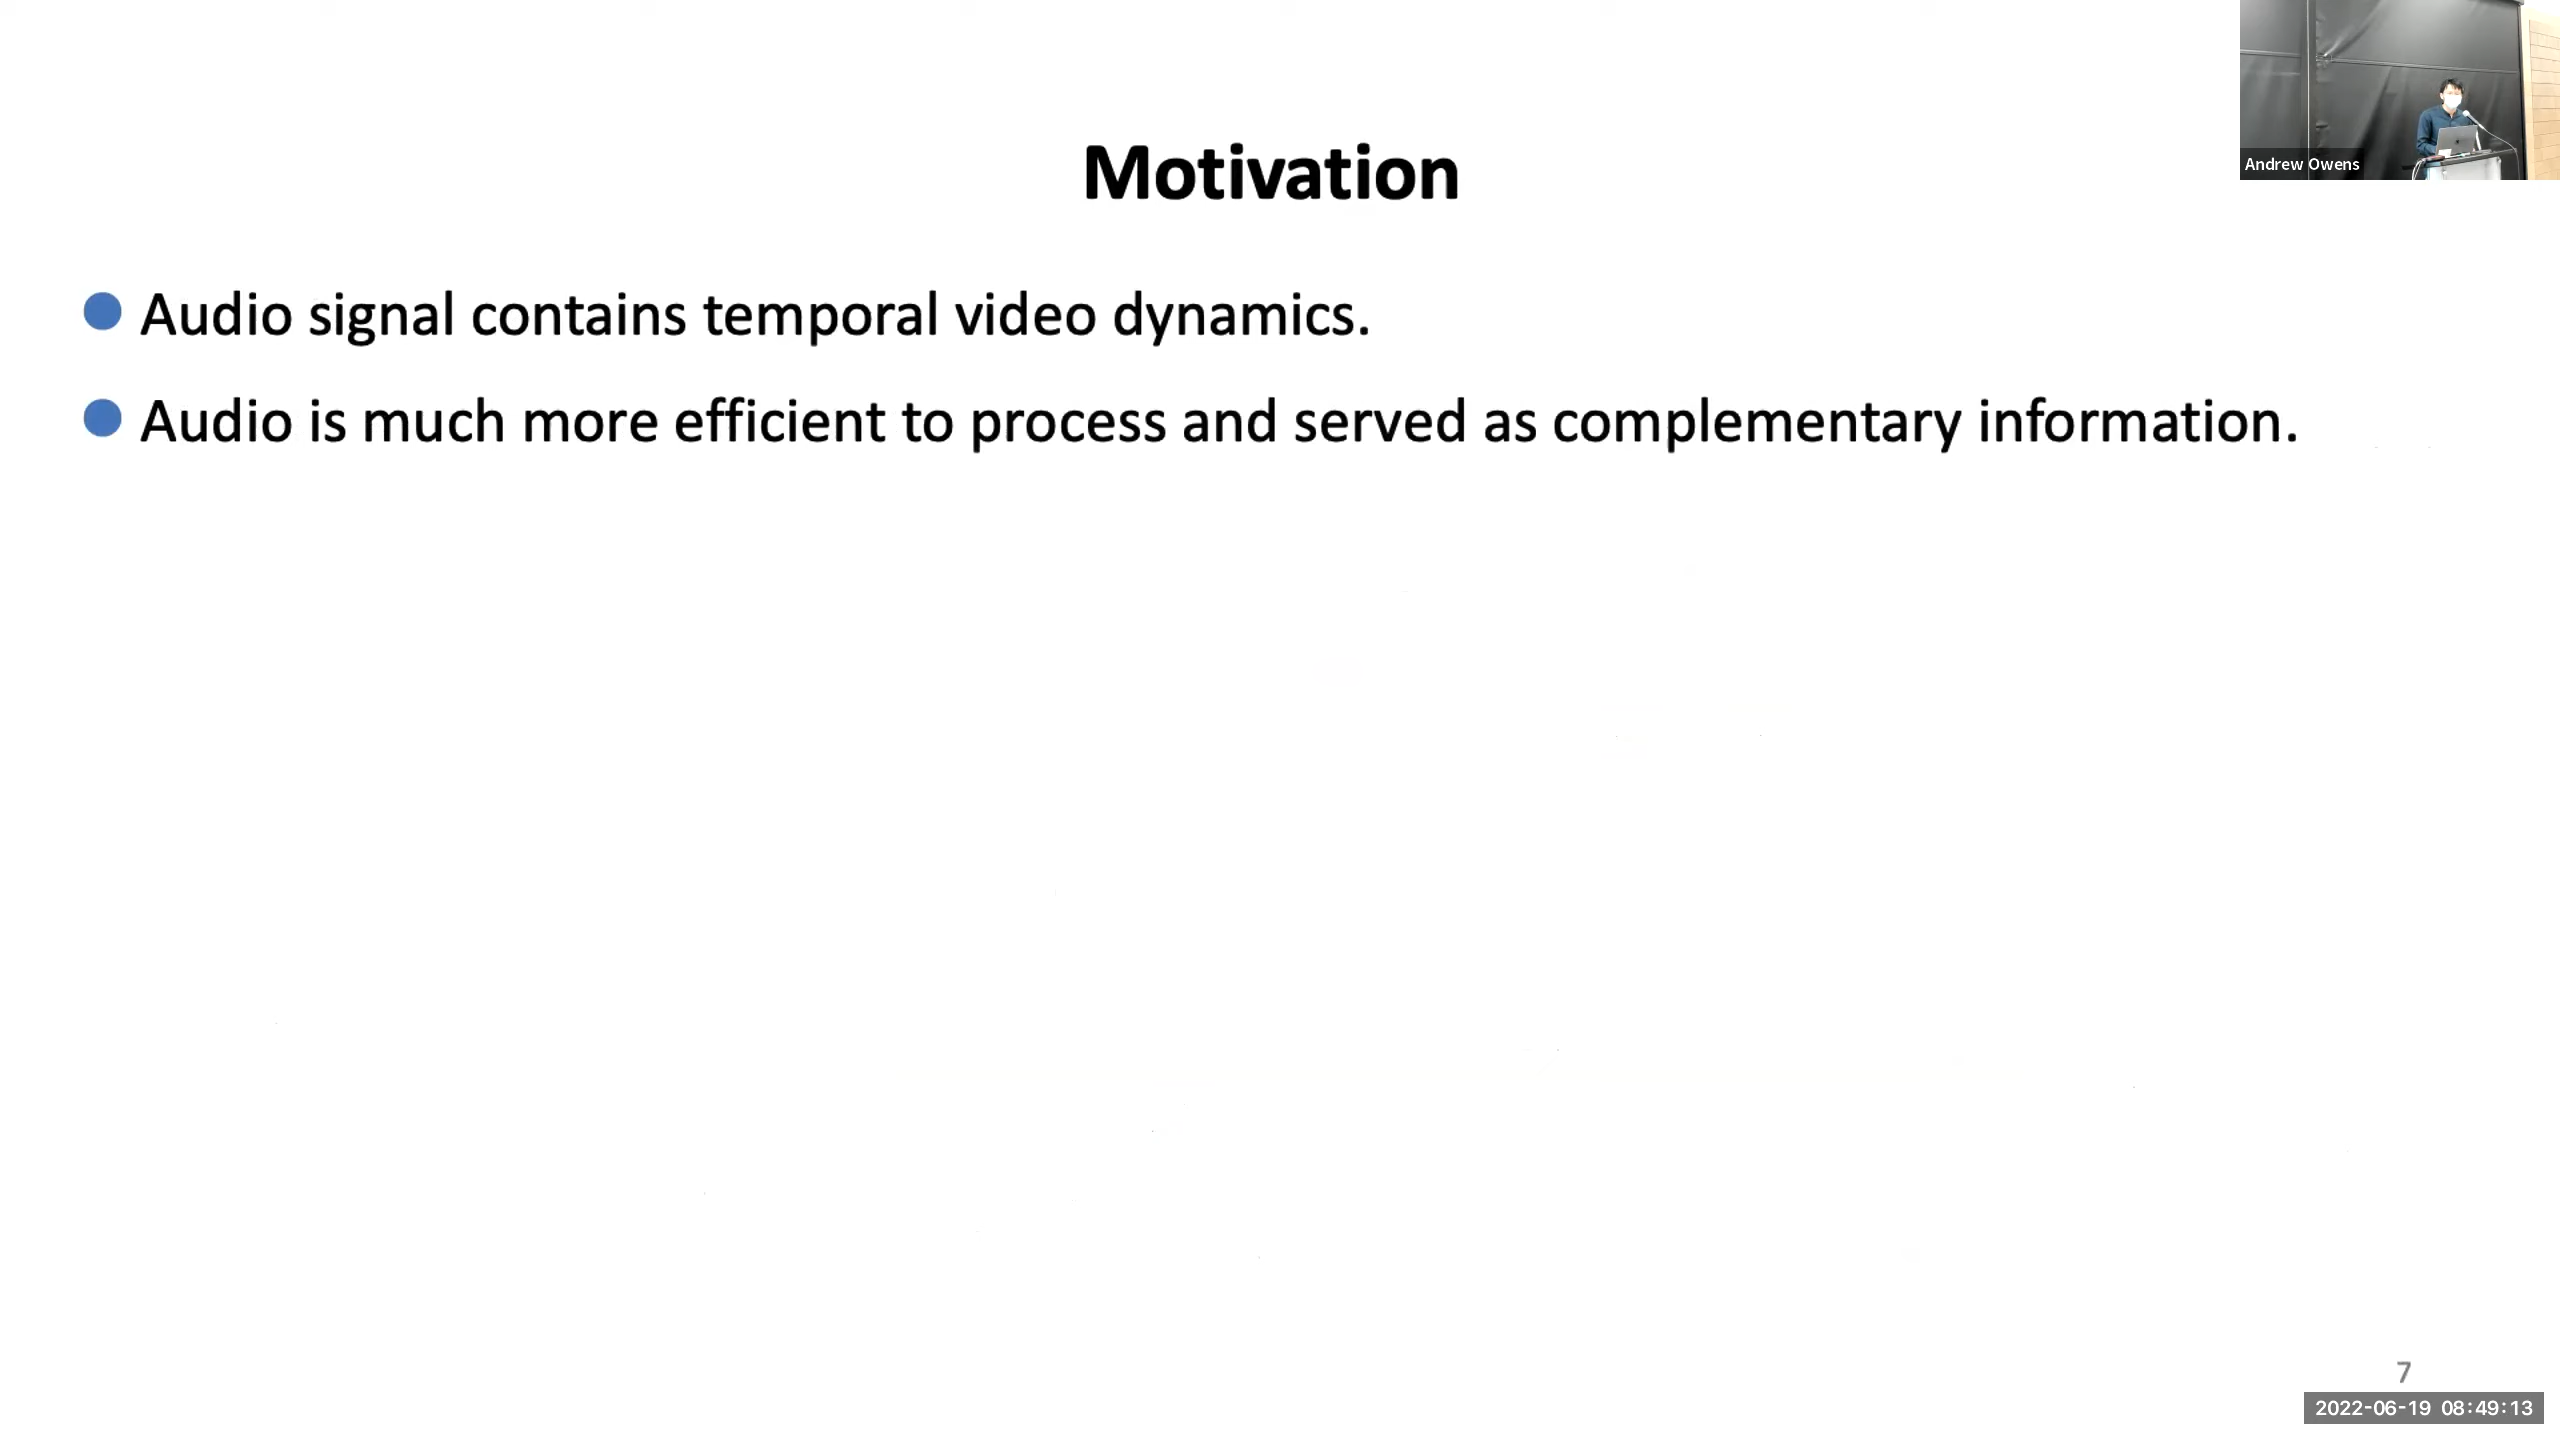 Andrew Owens
Motivation
Audio signal contains temporal video dynamics.
Audio is much more efficient to process and served as complementary information.
7
2022-06-19 08:49:13